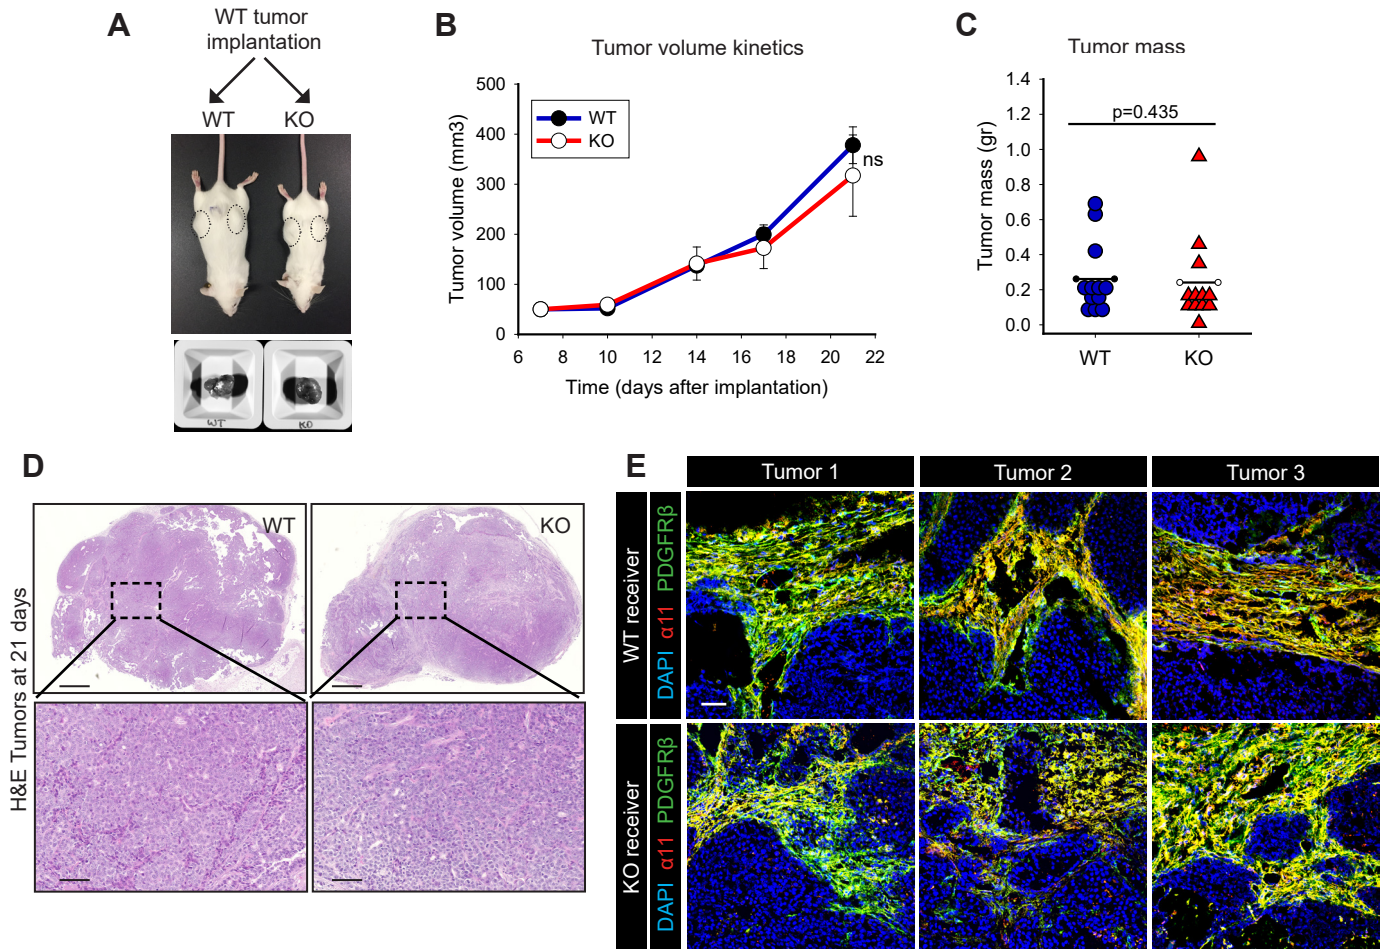 A
WT tumor
implantation
WT
KO
WT
KO
B
Tumor volume kinetics
Tumor volume (mm3)
500
400
300
200
100
0
WT
KO
ns
6
8
10
12
14
16
18
20
22
Time (days after implantation)
C
Tumor mass
Tumor mass (gr)
1.4
1.2
1.0
0.8
0.6
0.4
0.2
0.0
p=0.435
WT
KO
D
H&E Tumors at 21 days
WT
KO
E
Tumor 1
Tumor 2
Tumor 3
WT receiver
DAPI α11 PDGFRβ
KO receiver
DAPI α11 PDGFRβ